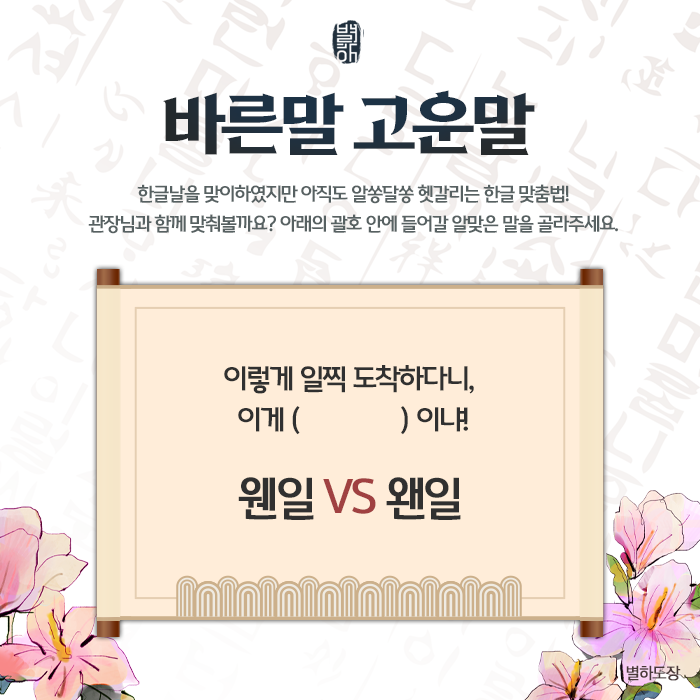 바른말 고운말
한글날을 맞이하였지만 아직도 알쏭달쏭 헷갈리는 한글 맞춤법!
관장님과 함께 맞춰볼까요? 아래의 괄호 안에 들어갈 알맞은 말을 골라주세요.
이렇게 일찍 도착하다니,
이게 ( ) 이냐!
웬일 VS 왠일
별하도장